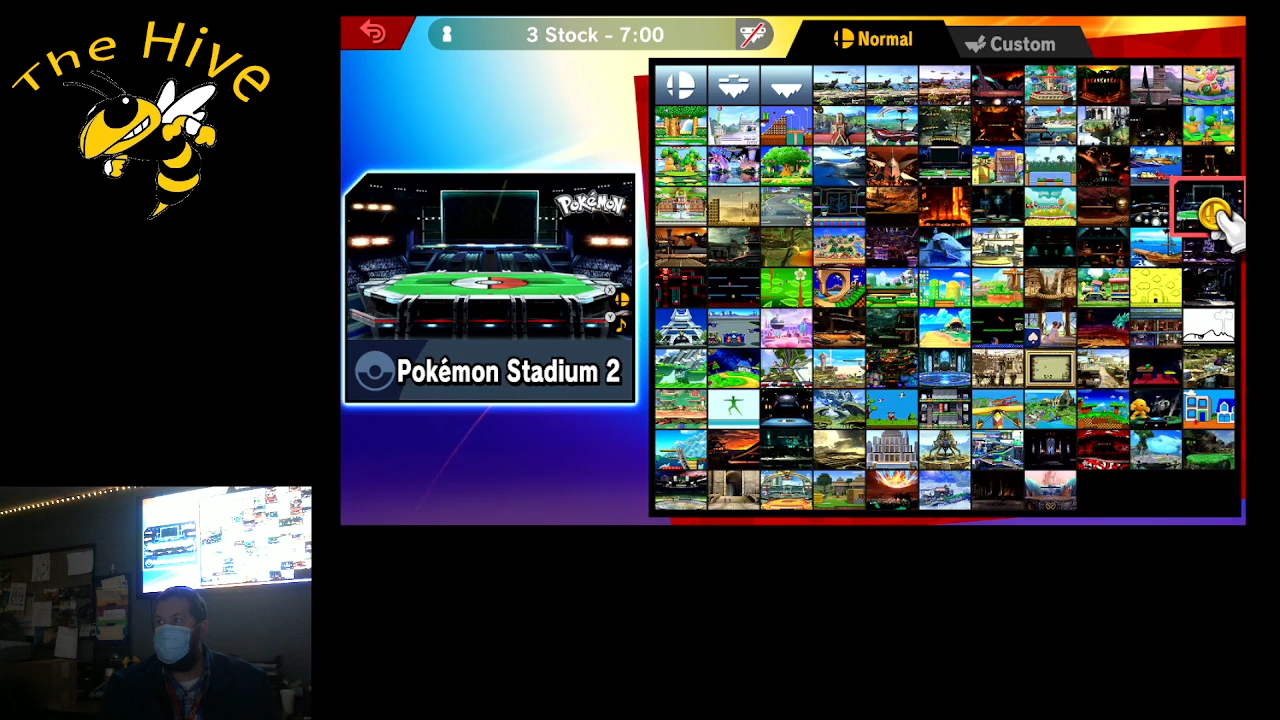 The Hive
3 Stock - 7:00
Normal
Custom
Pokémon
X
Y
Pokémon Stadium 2